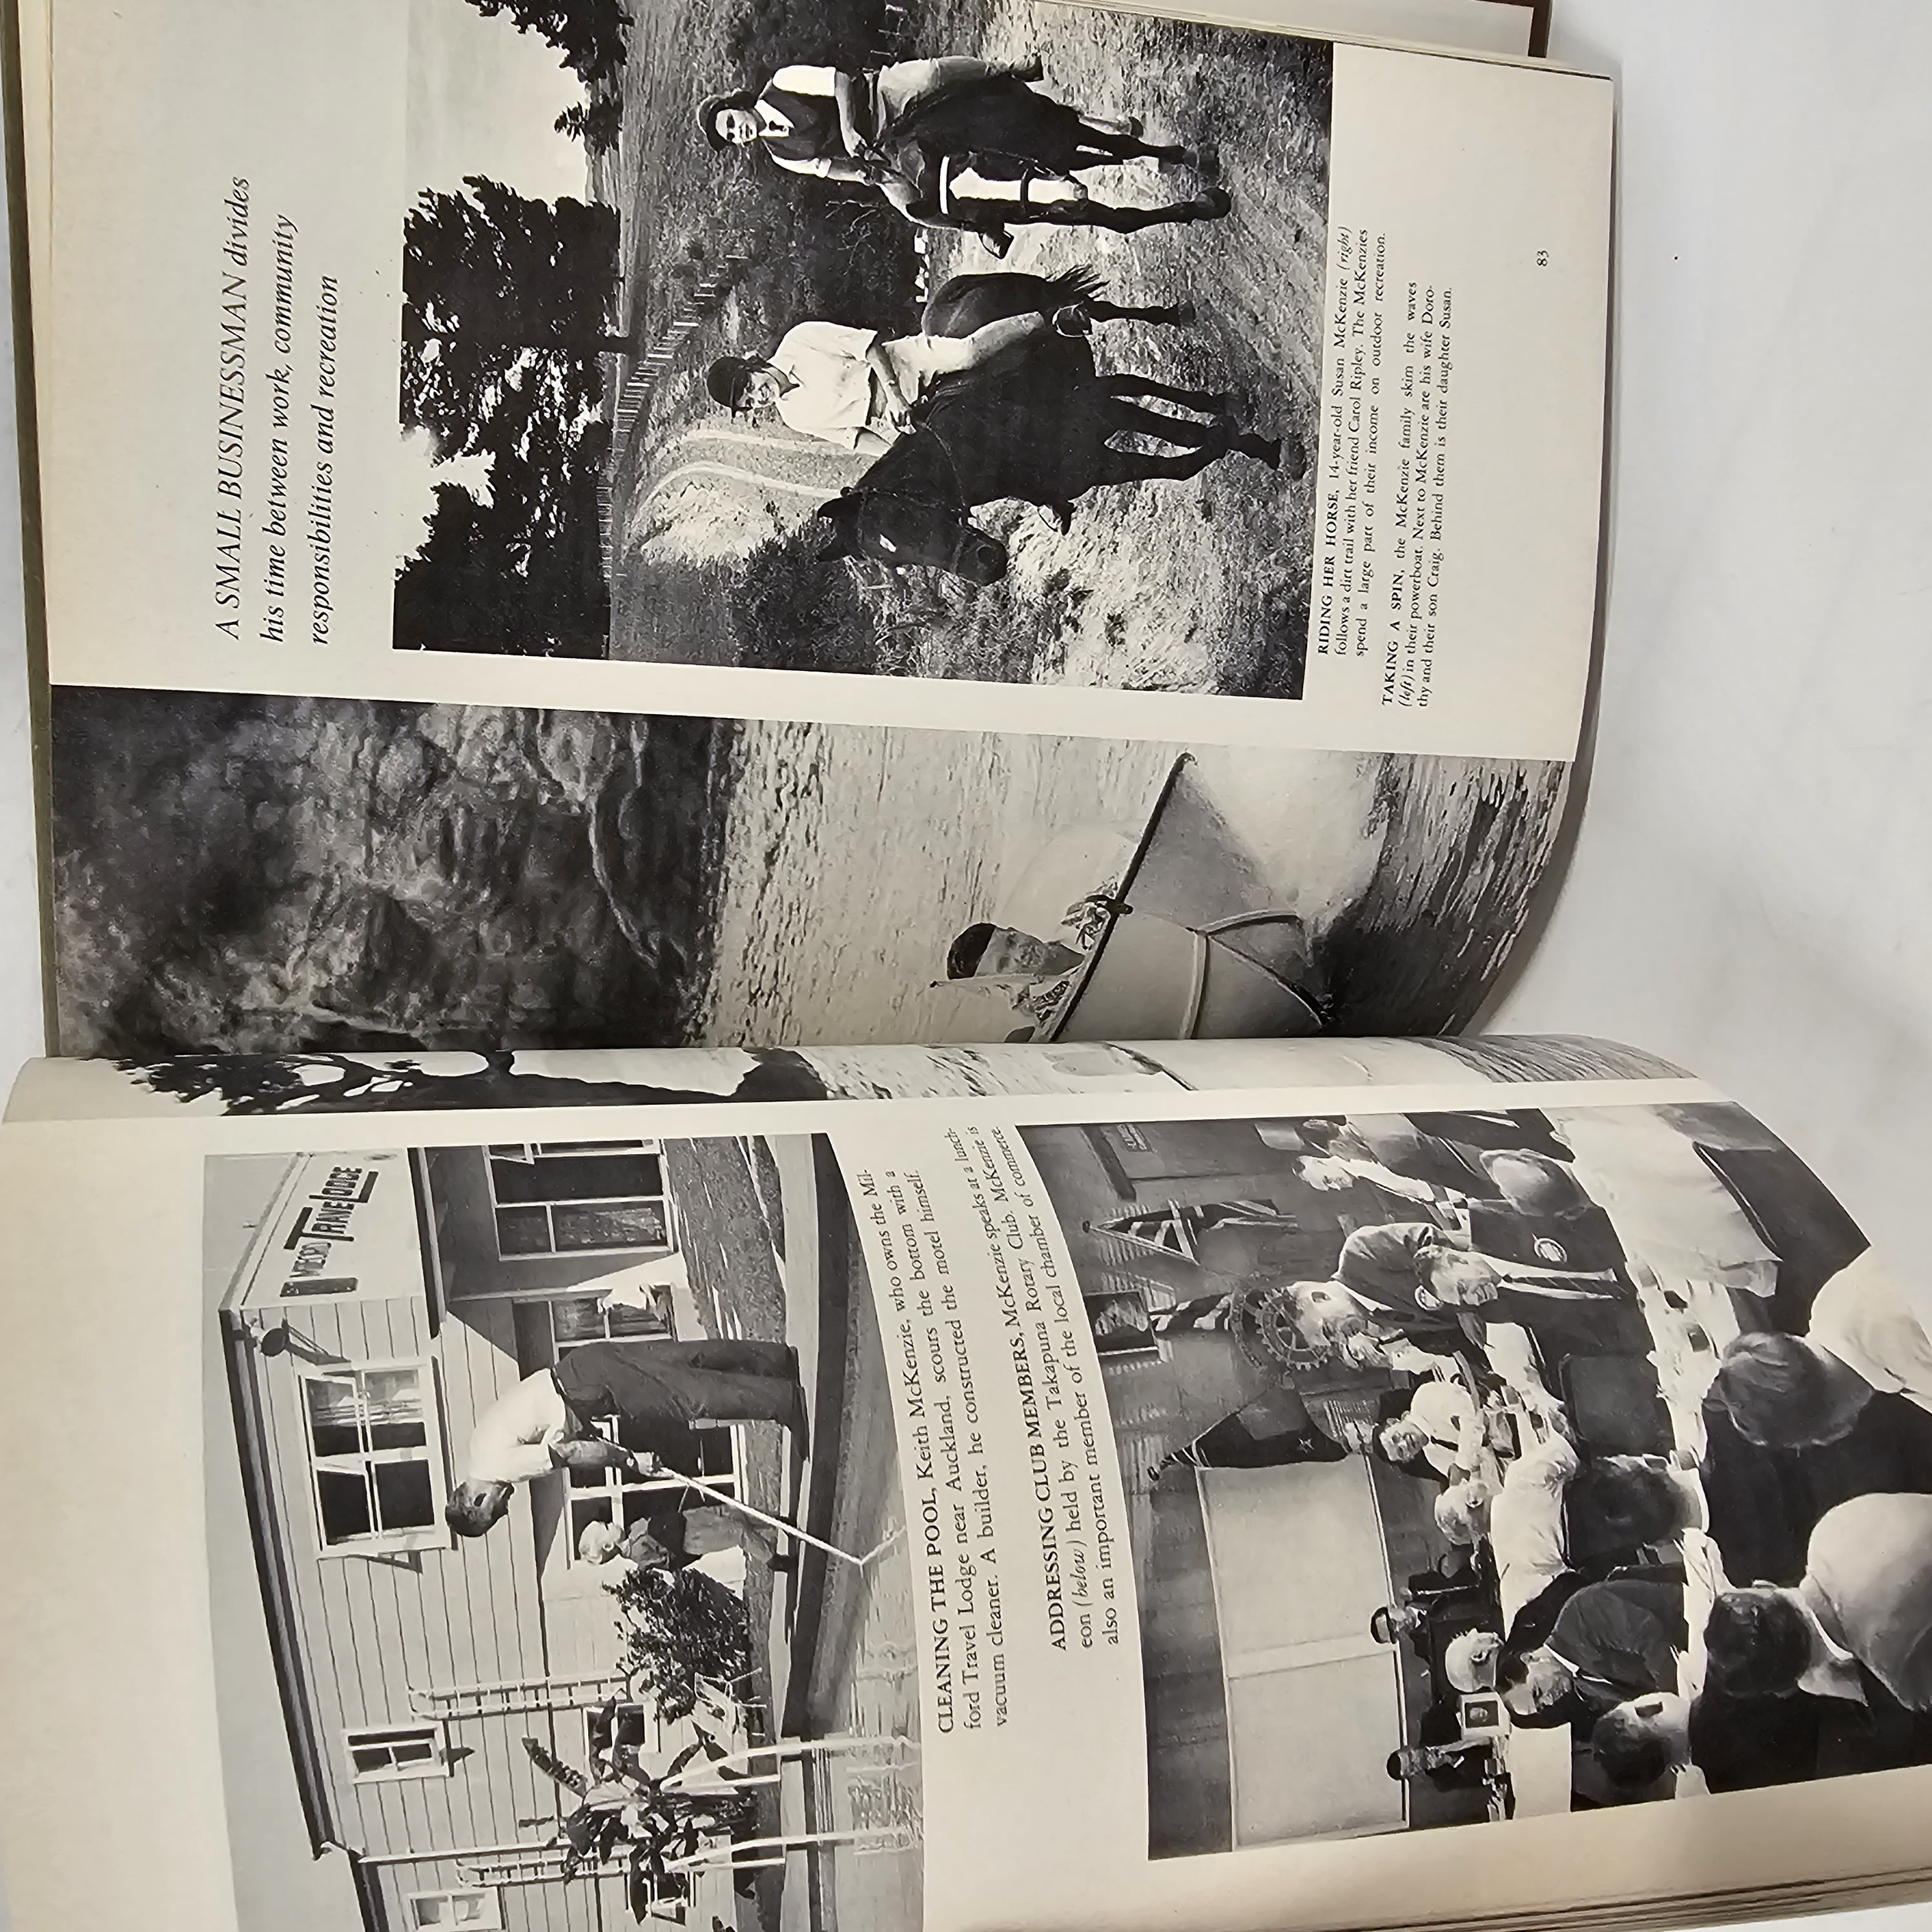 MILFORD TRAVELODGE
CLEANING THE POOL, Keith McKenzie, who owns the Mil-
ford Travel Lodge near Auckland, scours the bottom with a
vacuum cleaner. A builder, he constructed the motel himself.
ADDRESSING CLUB MEMBERS, McKenzie speaks at a lunch-
eon (below) held by the Takapuna Rotary Club. McKenzie is
also an important member of the local chamber of commerce.
A SMALL BUSINESSMAN divides
his time between work, community
responsibilities and recreation
RIDING HER HORSE, 14-year-old Susan McKenzie (right)
follows a dirt trail with her friend Carol Ripley. The McKenzies
spend a large part of their income on outdoor recreation.
TAKING A SPIN, the McKenzie family skim the waves
(left) in their powerboat. Next to McKenzie are his wife Doro-
thy and their son Craig. Behind them is their daughter Susan.
83